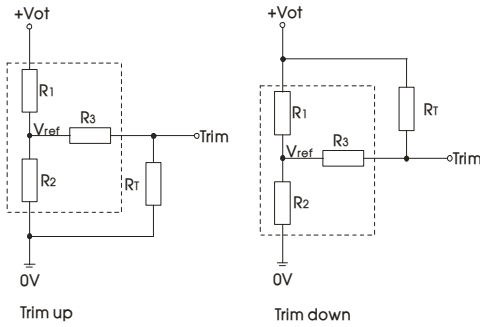 +Vot
R1
Vref
R3
Trim
R2
RT
0V
Trim up
+Vot
R1
RT
Vref
R3
Trim
R2
0V
Trim down